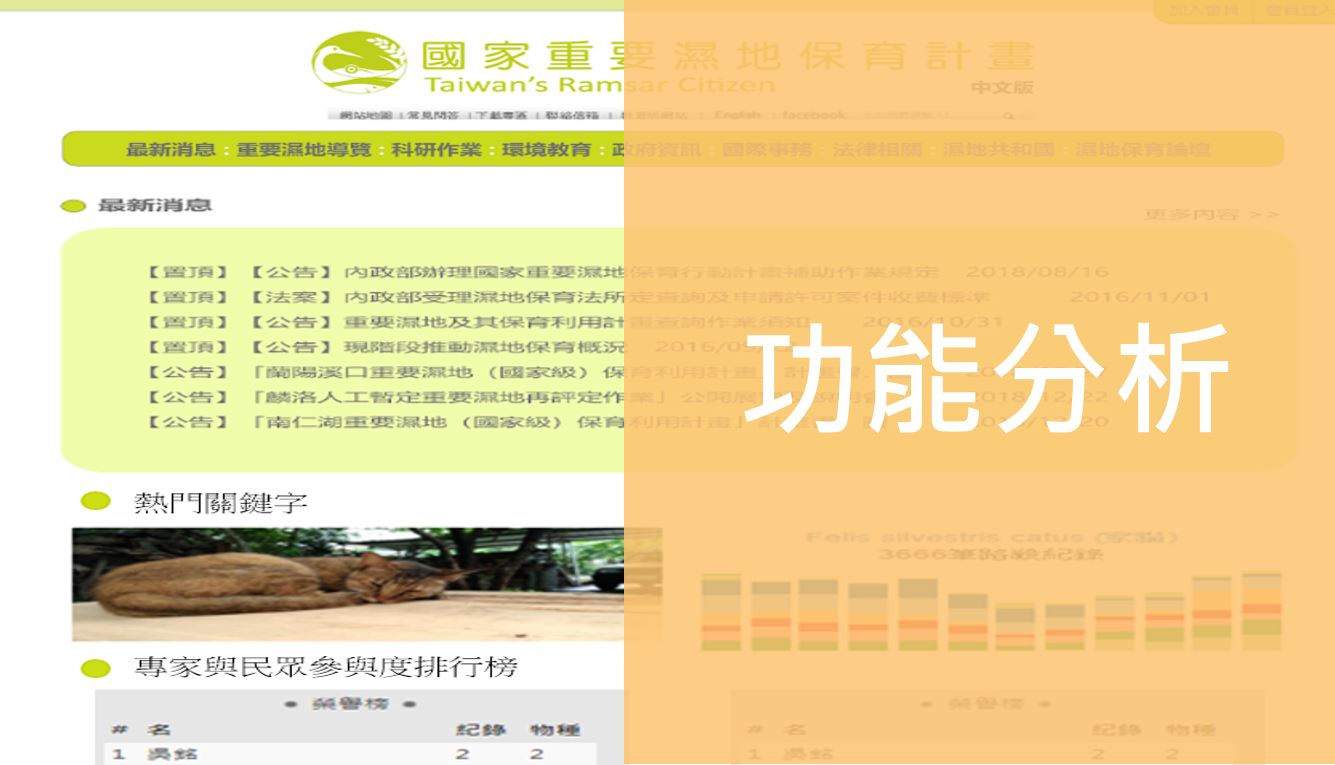 加入會員 會員登入
國家重要濕地保育計畫
Taiwan's Ramsar Citizen
中文版
網站地圖 | 常見問答 | 下載專區 | 聯絡信箱 | English | facebook
最新消息：重要濕地導覽：科研作業：環境教育：政府資訊：國際事務：法律相關：濕地共和國：濕地保育論壇
最新消息
更多內容 >>
【置頂】【公告】內政部辦理國家重要濕地保育行動計畫補助作業規定 2018/08/16
【置頂】【法案】內政部受理濕地保育法所定查詢及申請許可案件收費標準 2016/11/01
【置頂】【公告】重要濕地及其保育利用計畫查詢作業須知 2016/10/31
【置頂】【公告】現階段推動濕地保育概況 2016/09/
【公告】「蘭陽溪口重要濕地（國家級）保育利用計畫」
【公告】「麟洛人工暫定重要濕地再評定作業」公開展 2018/12/22
【公告】「南仁湖重要濕地（國家級）保育利用計畫」
功能分析
熱門關鍵字
Felis silvestris catus (家貓)
3666筆路殺紀錄
專家與民眾參與度排行榜
● 榮譽榜 ●
# 名 紀錄 物種
1 吳銘 2 2
● 榮譽榜 ●
# 名 紀錄 物種
1 吳銘 2 2